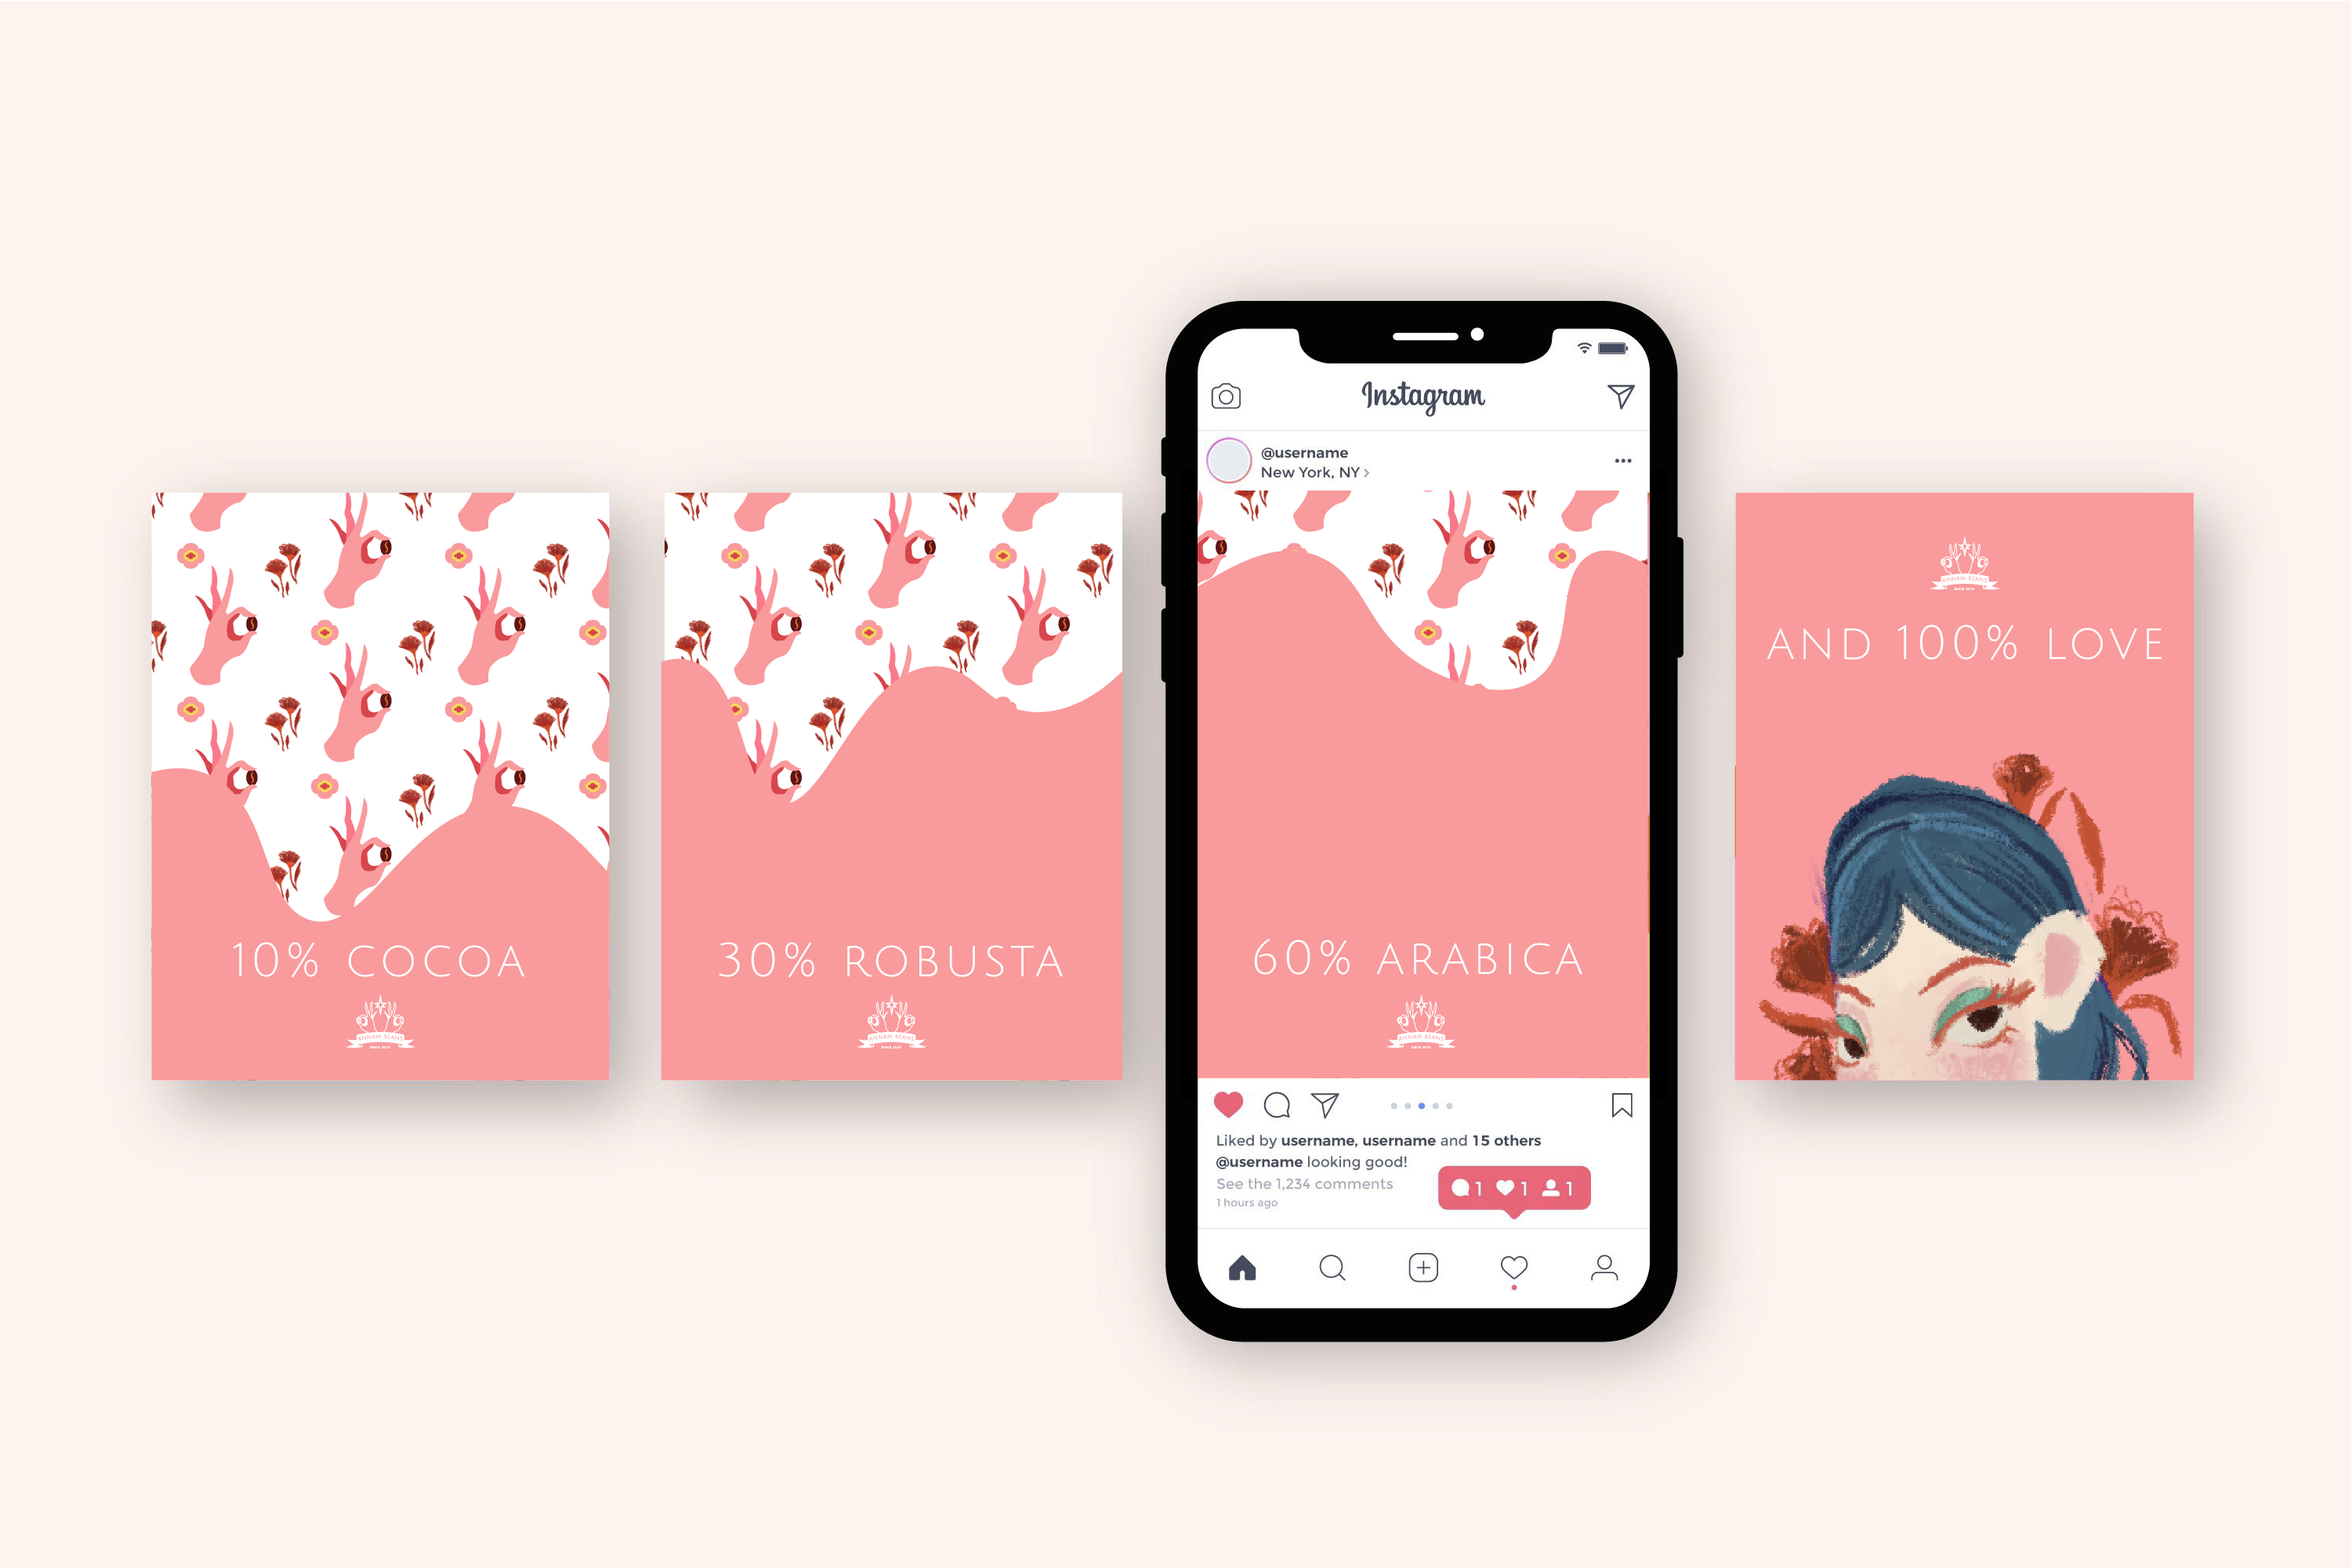 10% COCOA
ANNAM BEANS
30% ROBUSTA
ANNAM BEANS
Instagram
@username
New York, NY >
60% ARABICA
ANNAM BEANS
Liked by username, username and 15 others
@username looking good!
See the 1,234 comments
1 hours ago
1 1 1
ANNAM BEANS
AND 100% LOVE